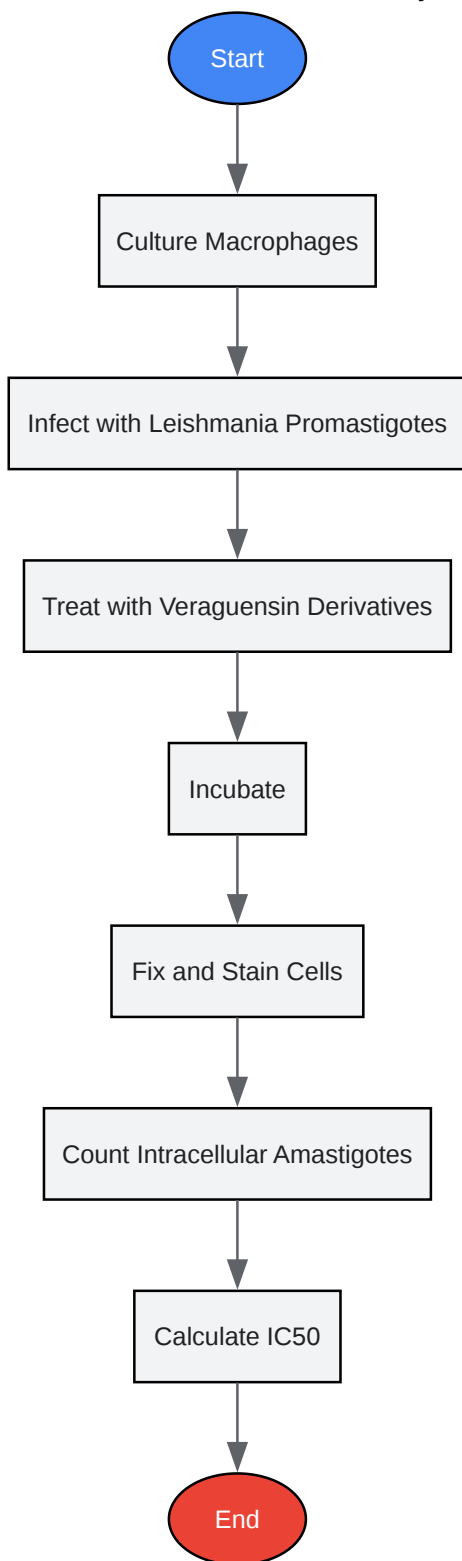 Start
Culture Macrophages
Infect with Leishmania Promastigotes
Treat with Veraguensin Derivatives
Incubate
Fix and Stain Cells
Count Intracellular Amastigotes
Calculate IC50
End